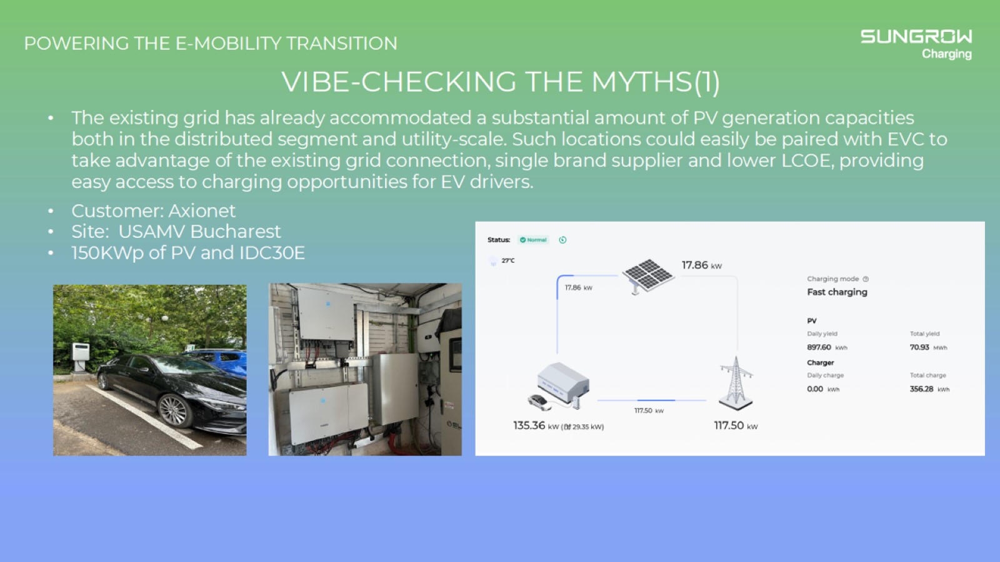 POWERING THE E-MOBILITY TRANSITION
SUNGROW
Charging
VIBE-CHECKING THE MYTHS(1)
• The existing grid has already accommodated a substantial amount of PV generation capacities
both in the distributed segment and utility-scale. Such locations could easily be paired with EVC to
take advantage of the existing grid connection, single brand supplier and lower LCOE, providing
easy access to charging opportunities for EV drivers.
• Customer: Axionet
• Site: USAMV Bucharest
• 150KWp of PV and IDC30E
Status: Normal
27°C
17.86 kW
17.86 kW
Charging mode
Fast charging
PV
Daily yield Total yield
897.60 kWh 70.93 MWh
Charger
Daily charge Total charge
0.00 kWh 356.28 kWh
117.50 kW
135.36 kW ( 29.35 kW)
117.50 kW